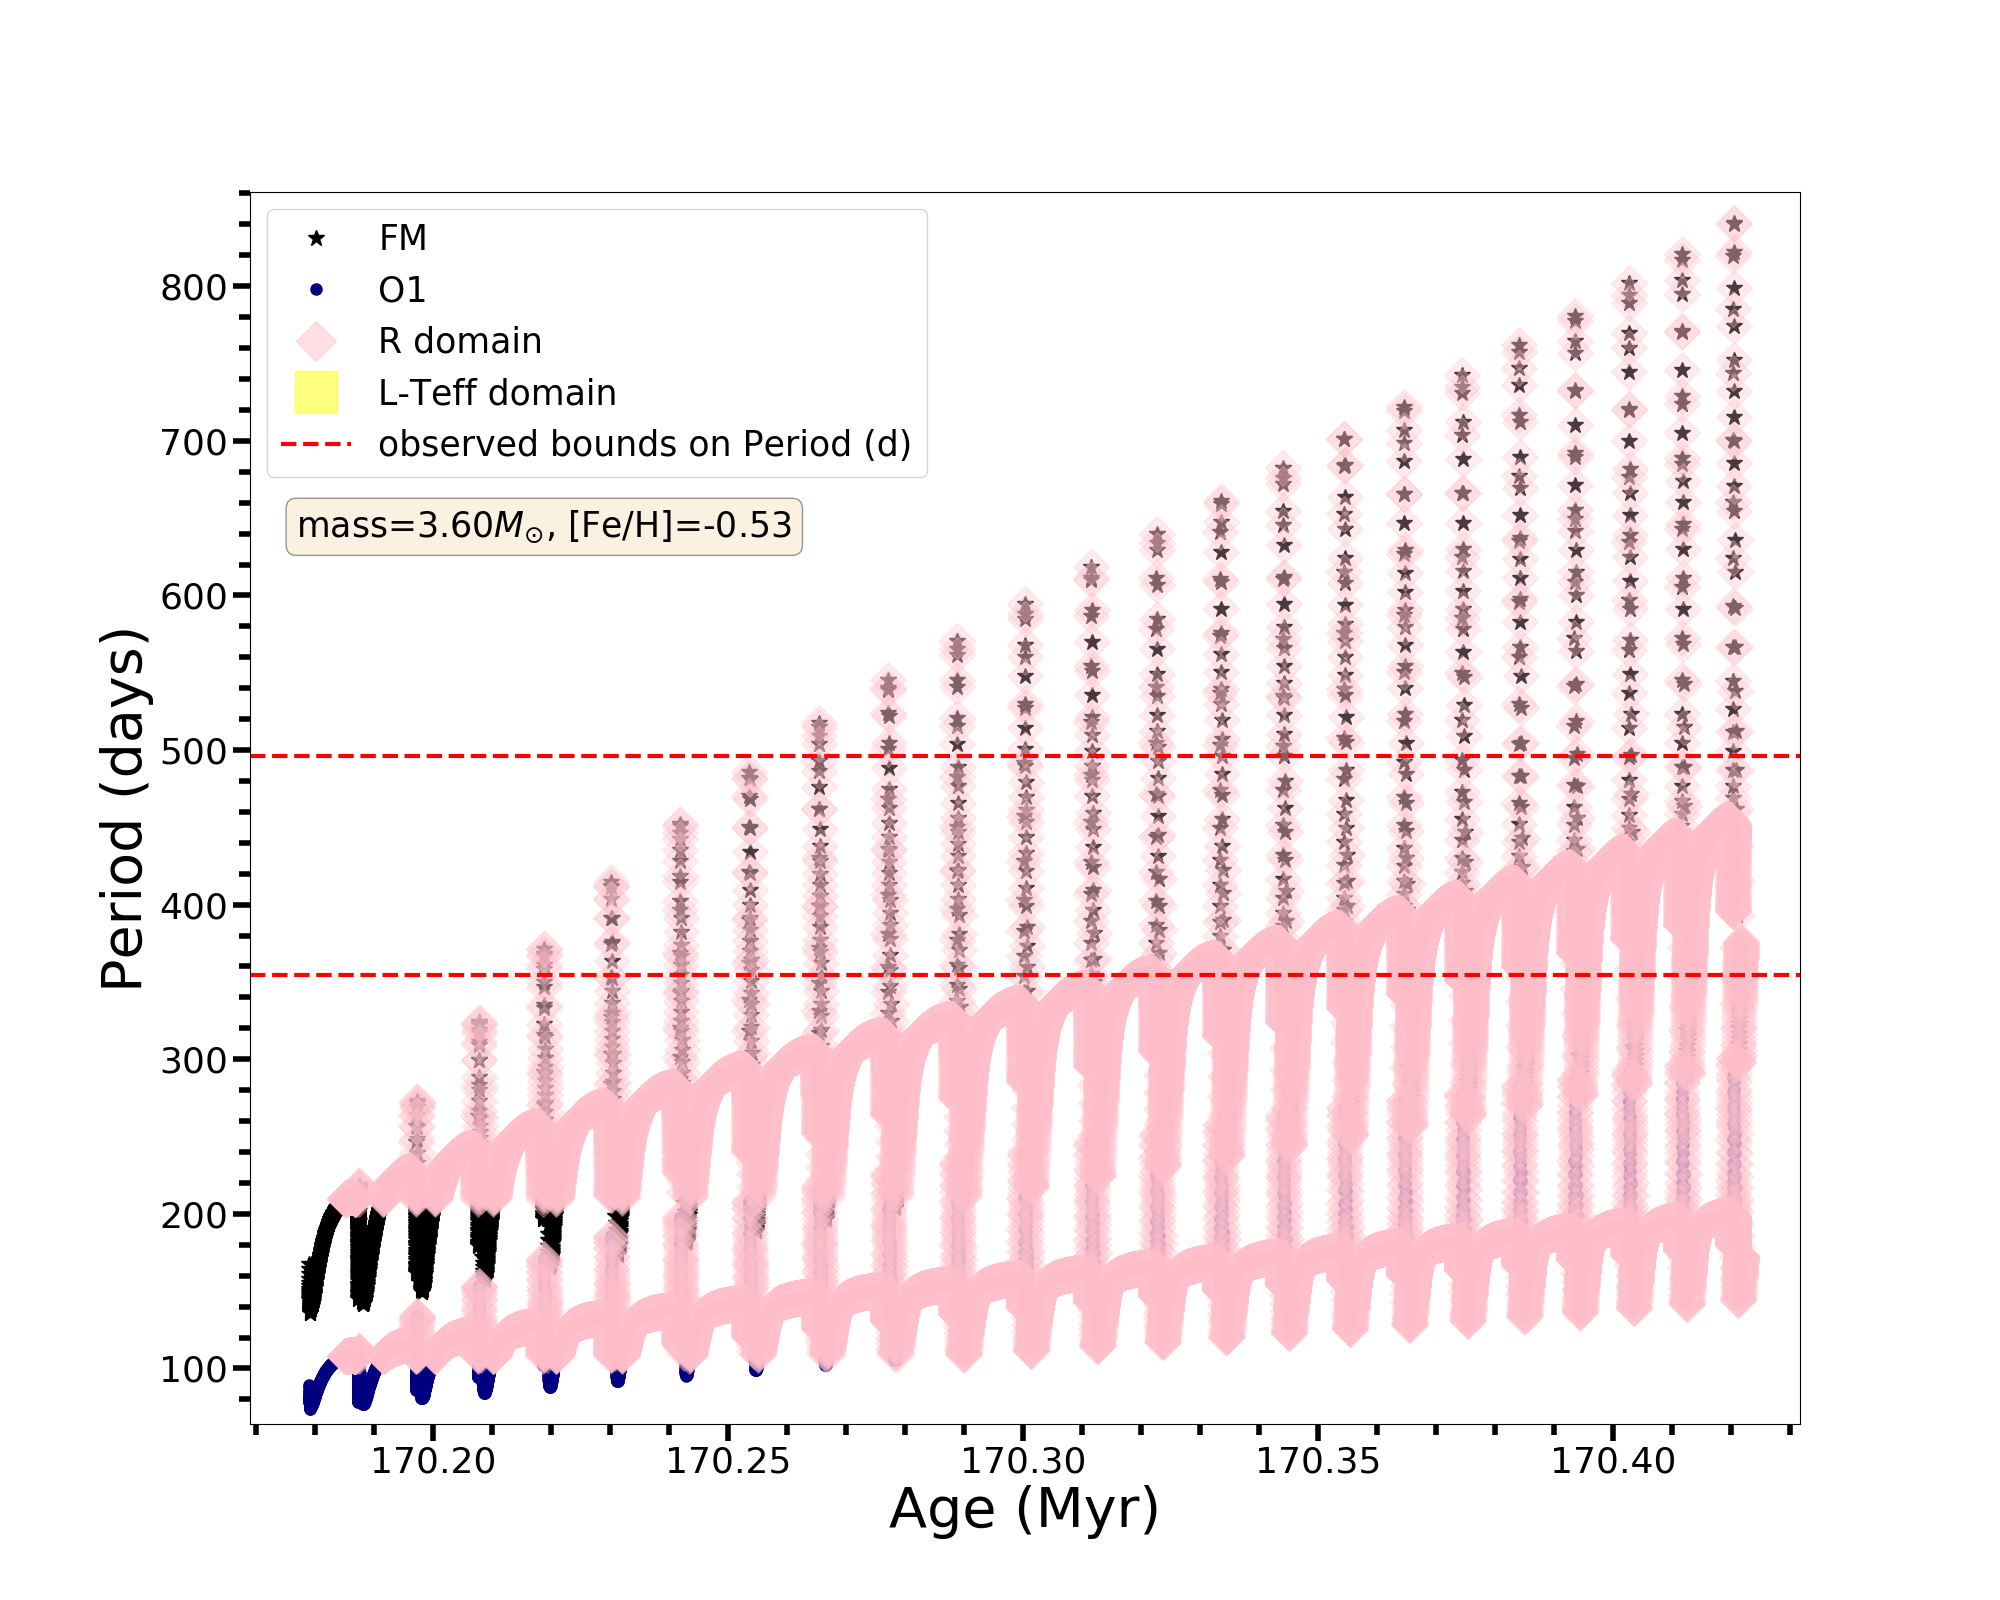 FM
O1
R domain
L-Teff domain
observed bounds on Period (d)
mass=3.60M⊙, [Fe/H]=-0.53
Period (days)
800
700
600
500
400
300
200
100
170.20 170.25 170.30 170.35 170.40
Age (Myr)